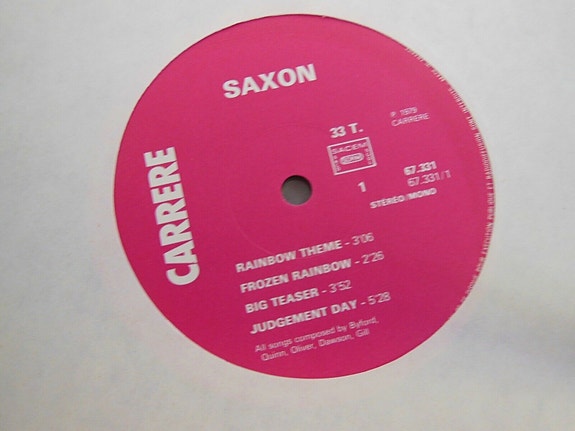 SAXON
CARRERE
33 T.
SACEM
℗ 1979
CARRERE
67.331
67.331/1
1
STEREO/MONO
RAINBOW THEME - 3'06
FROZEN RAINBOW - 2'26
BIG TEASER - 3'52
JUDGEMENT DAY - 5'28
All songs composed by Byford,
Quinn, Oliver, Dawson, Gill